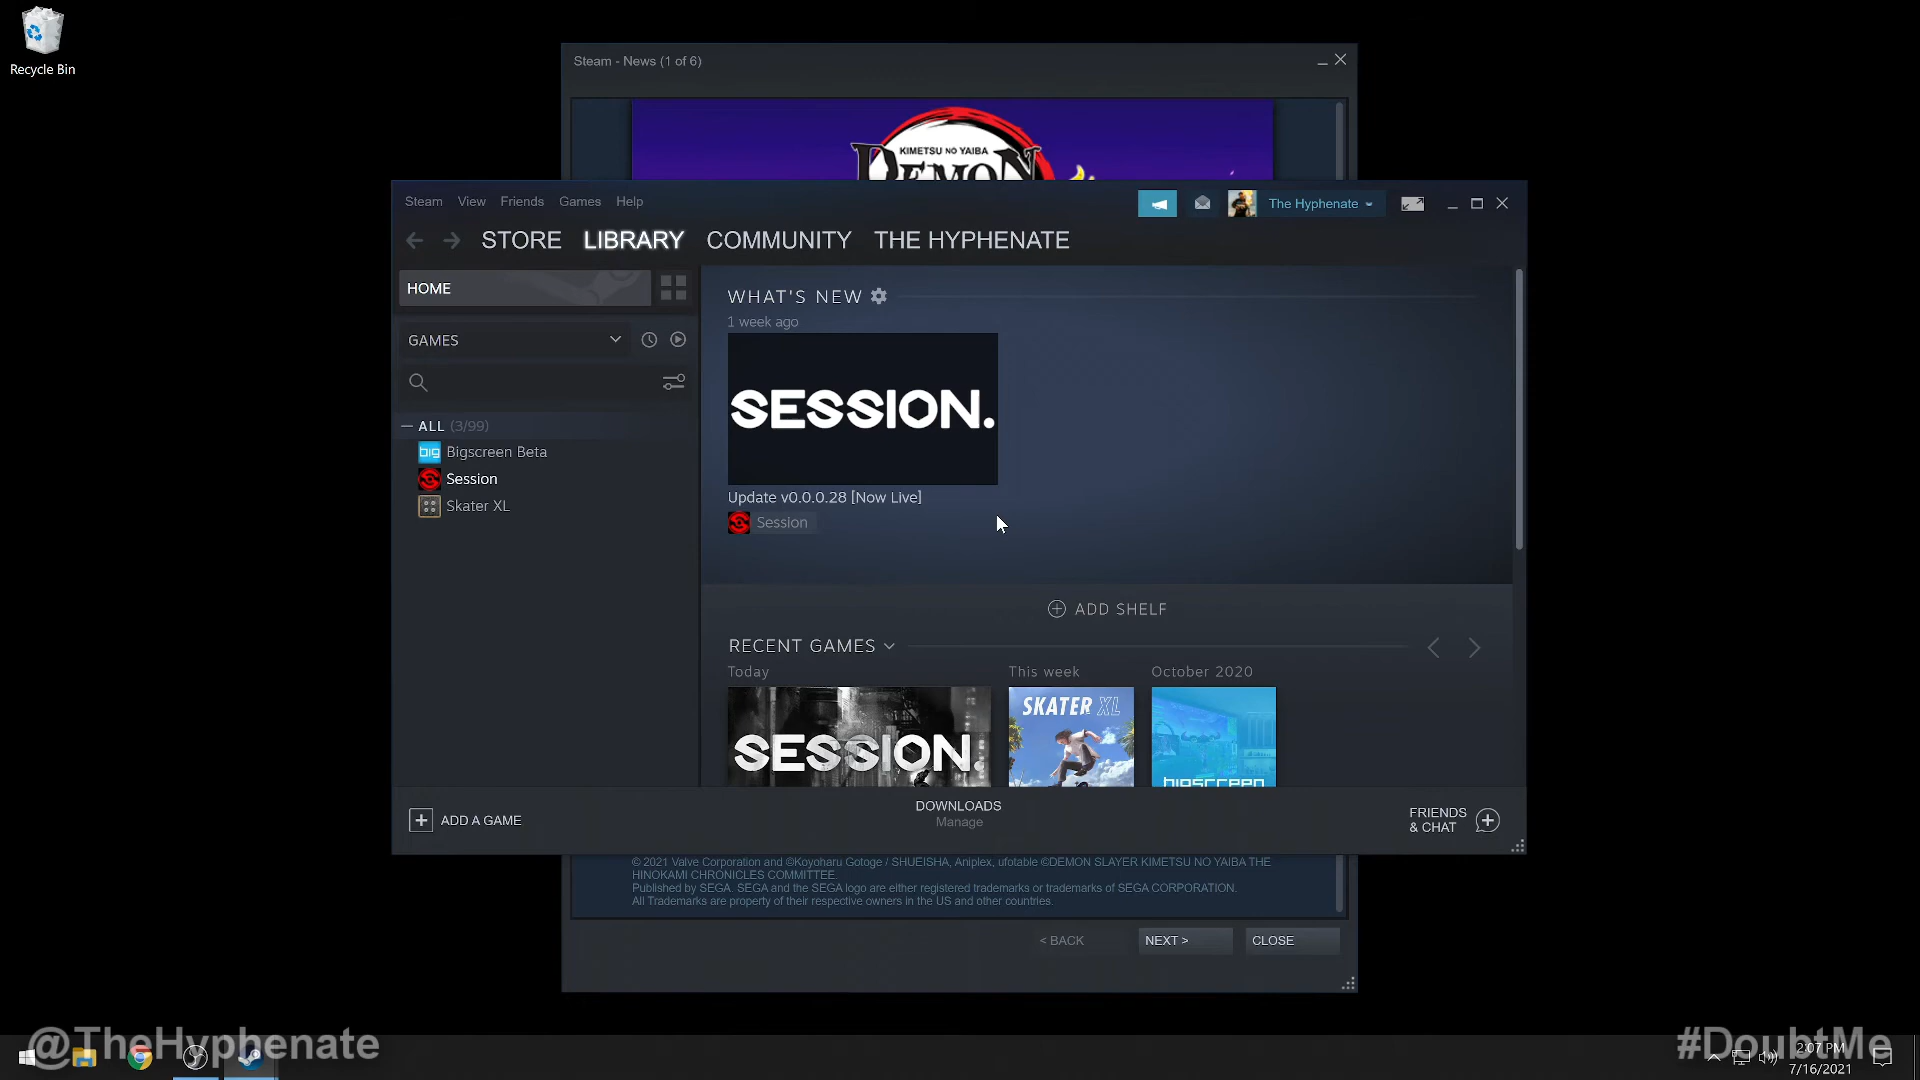 Recycle Bin
Steam - News (1 of 6)
KIMETSU NO YAIBA
DEMON
Steam View Friends Games Help
The Hyphenate
STORE LIBRARY COMMUNITY THE HYPHENATE
HOME
WHAT'S NEW
1 week ago
GAMES
SESSION.
ALL (3/99)
big Bigscreen Beta
Session
Skater XL
Update v0.0.0.28 [Now Live]
Session
ADD SHELF
RECENT GAMES
Today This week October 2020
SESSION.
SKATER XL
bigscreen
ADD A GAME
DOWNLOADS
Manage
FRIENDS
& CHAT
© 2021 Valve Corporation and ©Koyoharu Gotoge / SHUEISHA, Aniplex, ufotable ©DEMON SLAYER KIMETSU NO YAIBA THE
HINOKAMI CHRONICLES COMMITTEE.
Published by SEGA. SEGA and the SEGA logo are either registered trademarks or trademarks of SEGA CORPORATION.
All Trademarks are property of their respective owners in the US and other countries.
< BACK NEXT > CLOSE
@TheHyphenate
#DoubtMe
2:07 PM
7/16/2021